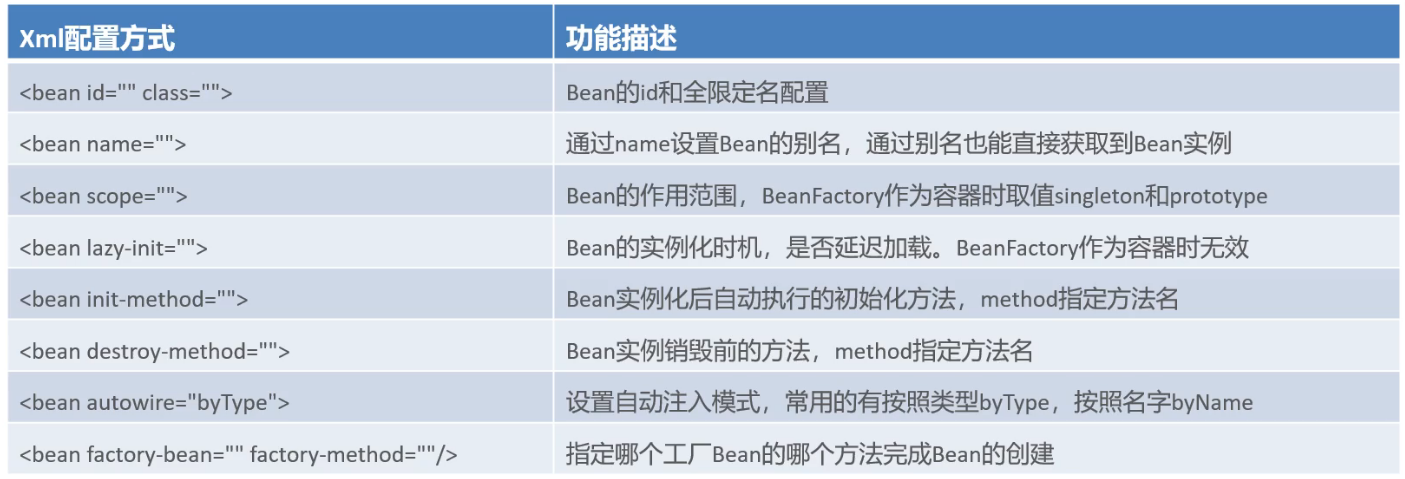 Xml配置方式 功能描述
<bean id="" class=""> Bean的id和全限定名配置
<bean name=""> 通过name设置Bean的别名，通过别名也能直接获取到Bean实例
<bean scope=""> Bean的作用范围，BeanFactory作为容器时取值singleton和prototype
<bean lazy-init=""> Bean的实例化时机，是否延迟加载。BeanFactory作为容器时无效
<bean init-method=""> Bean实例化后自动执行的初始化方法，method指定方法名
<bean destroy-method=""> Bean实例销毁前的方法，method指定方法名
<bean autowire="byType"> 设置自动注入模式，常用的有按照类型byType，按照名字byName
<bean factory-bean="" factory-method=""/> 指定哪个工厂Bean的哪个方法完成Bean的创建